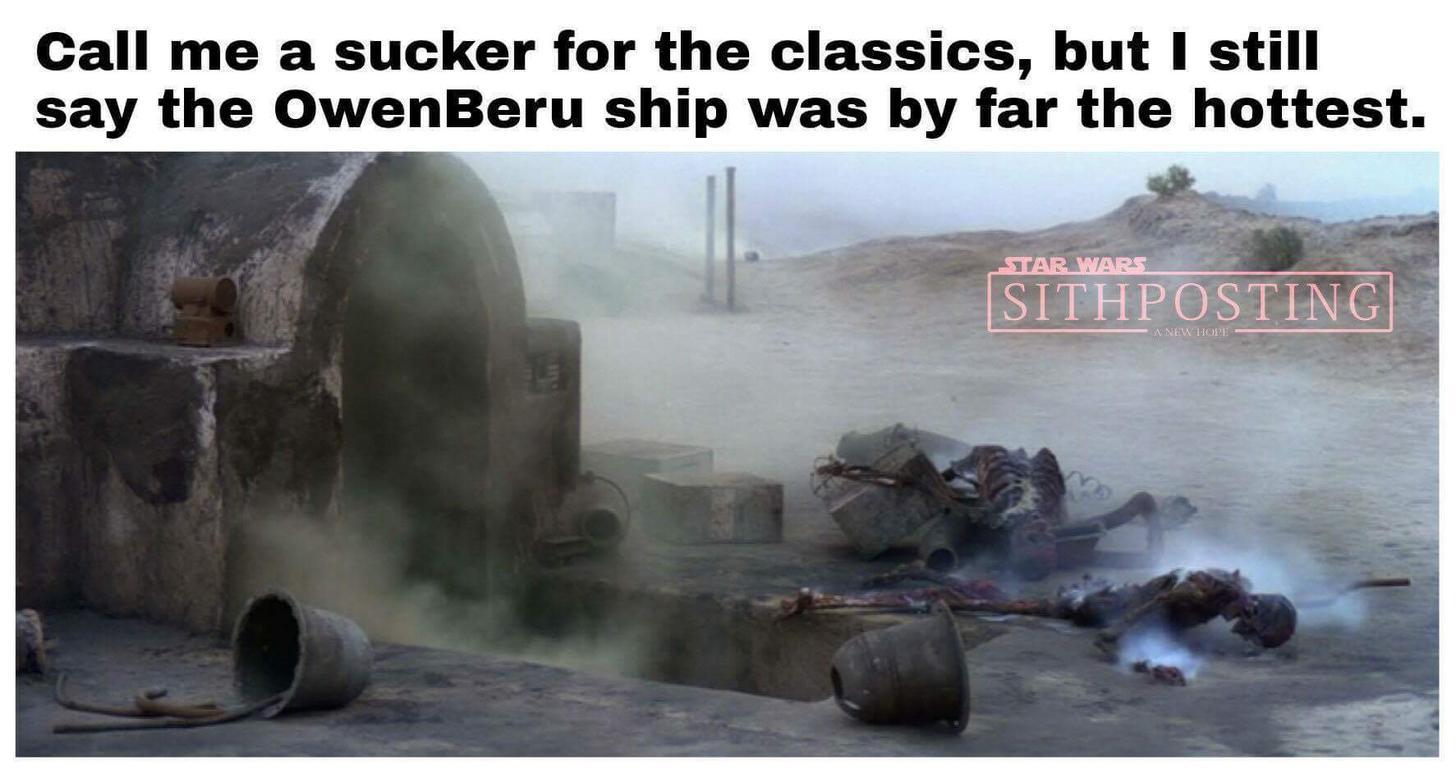 Call me a sucker for the classics, but I still
say the OwenBeru ship was by far the hottest.
STAR WARS
SITHPOSTING
A NEW HOPE